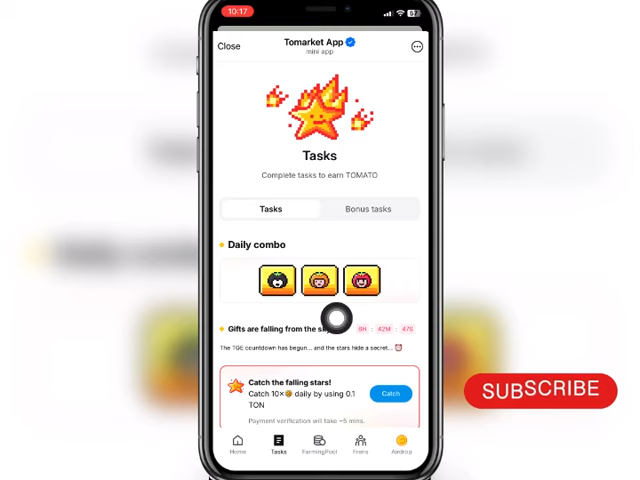 10:17
67
Close
Tomarket App
mini app
Tasks
Complete tasks to earn TOMATO
Tasks
Bonus tasks
Daily combo
Gifts are falling from the sky
6H : 42M : 47S
The TGE countdown has begun... and the stars hide a secret...
Catch the falling stars!
Catch 10× daily by using 0.1
TON
Catch
Payment verification will take ~5 mins.
SUBSCRIBE
Home
Tasks
FarmingPool
Frens
Airdrop